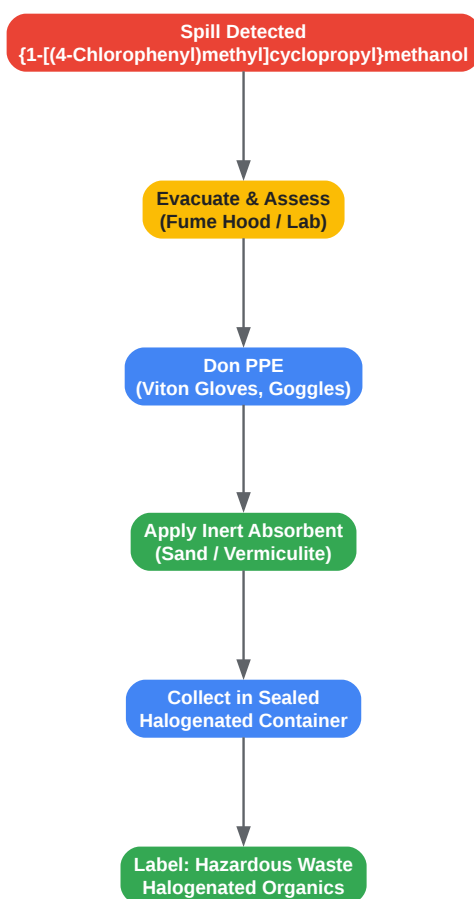 Spill Detected
{1-[(4-Chlorophenyl)methyl]cyclopropyl}methanol
Evacuate & Assess
(Fume Hood / Lab)
Don PPE
(Viton Gloves, Goggles)
Apply Inert Absorbent
(Sand / Vermiculite)
Collect in Sealed
Halogenated Container
Label: Hazardous Waste
Halogenated Organics